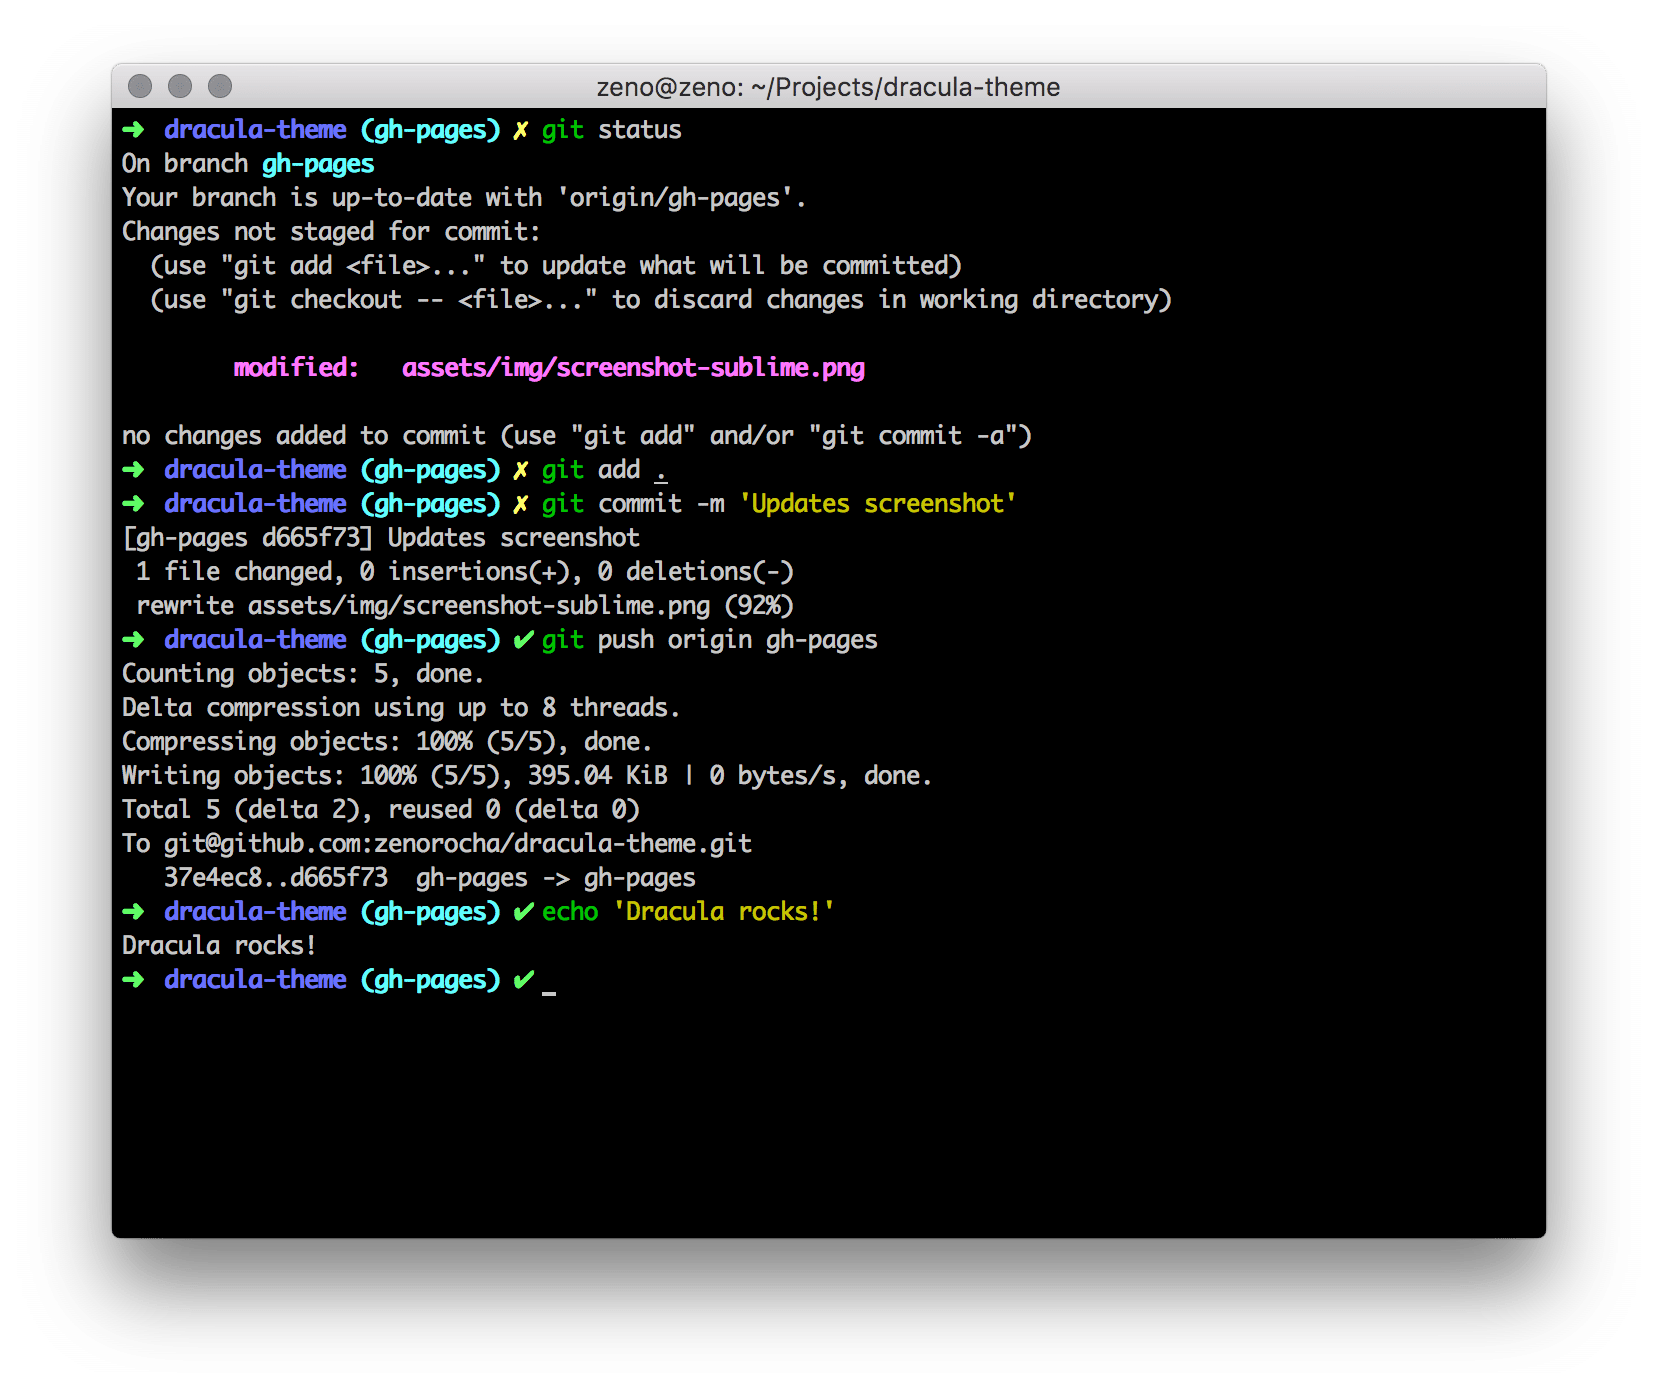 zeno@zeno: ~/Projects/dracula-theme
➜  dracula-theme (gh-pages) ✗ git status
On branch gh-pages
Your branch is up-to-date with 'origin/gh-pages'.
Changes not staged for commit:
  (use "git add <file>..." to update what will be committed)
  (use "git checkout -- <file>..." to discard changes in working directory)
        modified:   assets/img/screenshot-sublime.png
no changes added to commit (use "git add" and/or "git commit -a")
➜  dracula-theme (gh-pages) ✗ git add .
➜  dracula-theme (gh-pages) ✗ git commit -m 'Updates screenshot'
[gh-pages d665f73] Updates screenshot
 1 file changed, 0 insertions(+), 0 deletions(-)
 rewrite assets/img/screenshot-sublime.png (92%)
➜  dracula-theme (gh-pages) ✔ git push origin gh-pages
Counting objects: 5, done.
Delta compression using up to 8 threads.
Compressing objects: 100% (5/5), done.
Writing objects: 100% (5/5), 395.04 KiB | 0 bytes/s, done.
Total 5 (delta 2), reused 0 (delta 0)
To git@github.com:zenorocha/dracula-theme.git
   37e4ec8..d665f73  gh-pages -> gh-pages
➜  dracula-theme (gh-pages) ✔ echo 'Dracula rocks!'
Dracula rocks!
➜  dracula-theme (gh-pages) ✔ _